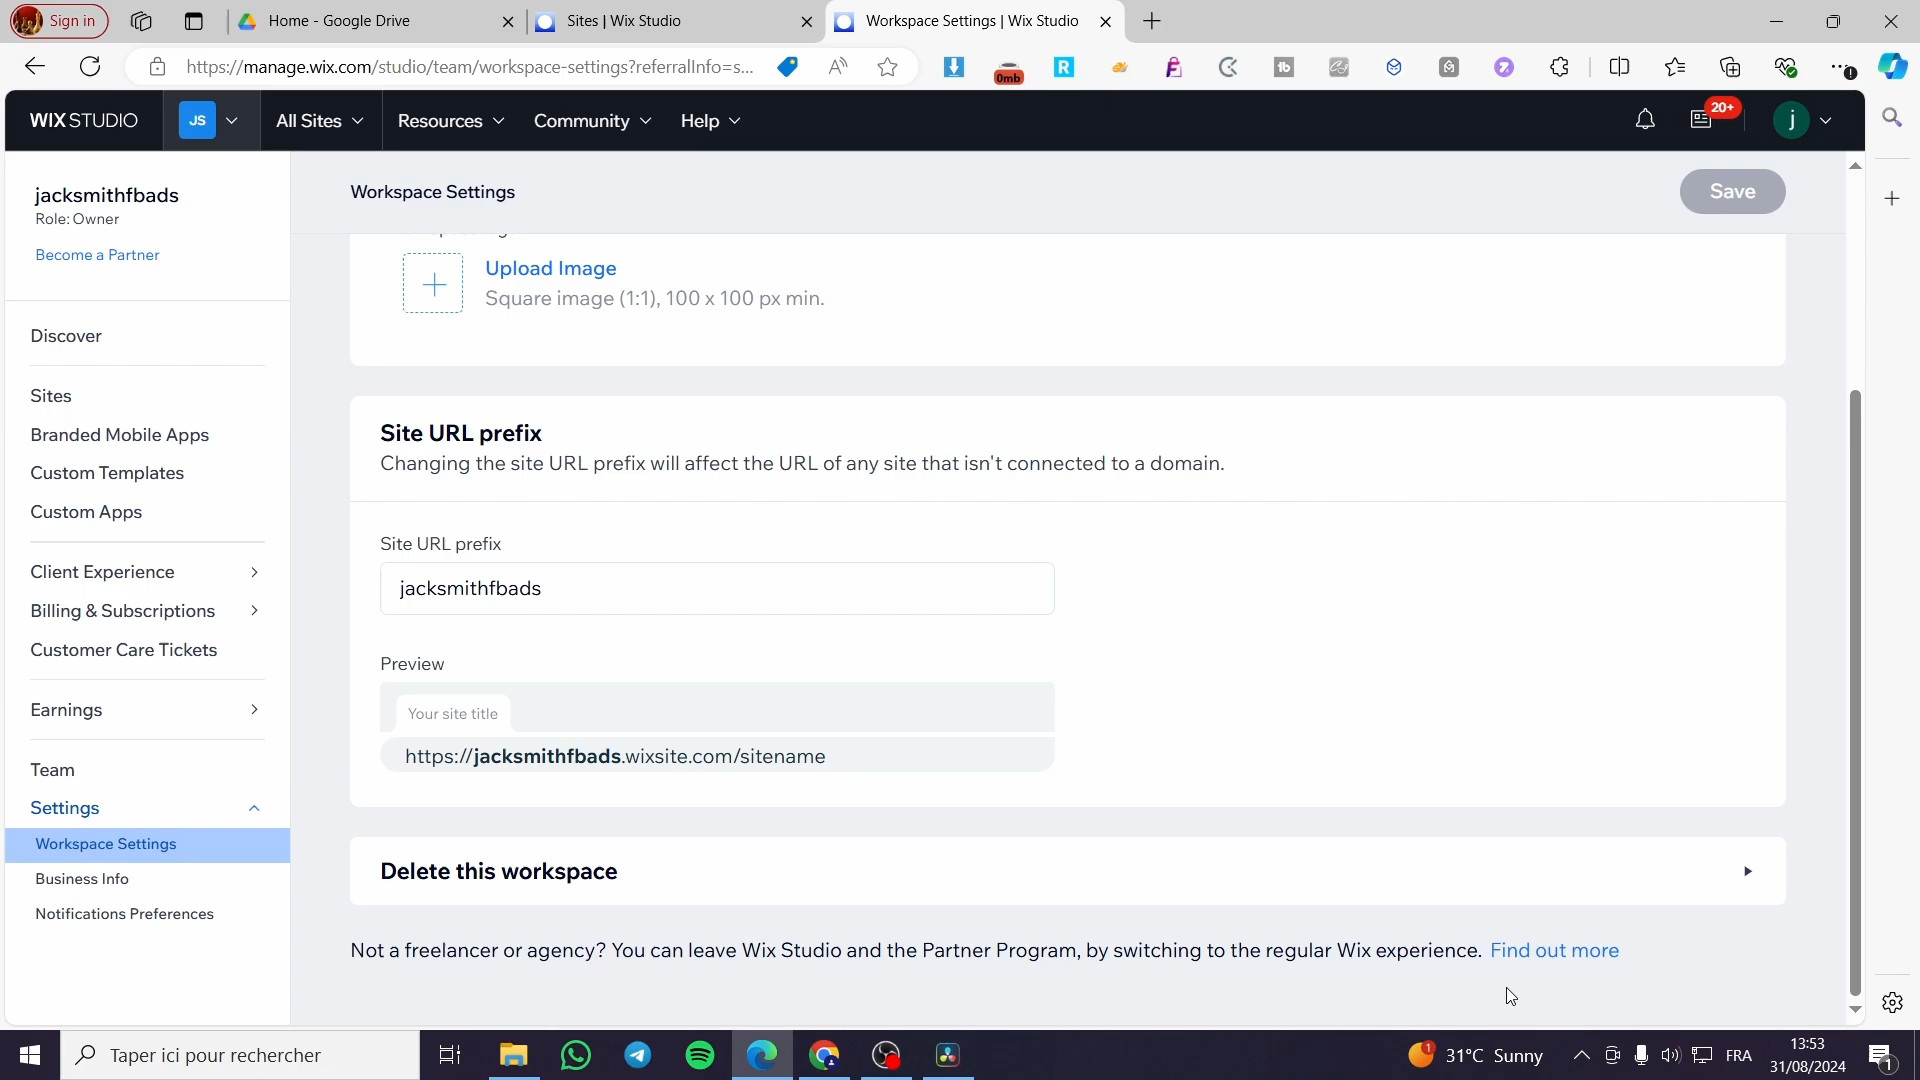 Sign in
Home - Google Drive
Sites | Wix Studio
Workspace Settings | Wix Studio
https://manage.wix.com/studio/team/workspace-settings?referralInfo=s...
0mb
WIX STUDIO
JS
All Sites
Resources
Community
Help
20+
j
jacksmithfbads
Role: Owner
Become a Partner
Discover
Sites
Branded Mobile Apps
Custom Templates
Custom Apps
Client Experience
Billing & Subscriptions
Customer Care Tickets
Earnings
Team
Settings
Workspace Settings
Business Info
Notifications Preferences
Workspace Settings
Save
Upload Image
Square image (1:1), 100 x 100 px min.
Site URL prefix
Changing the site URL prefix will affect the URL of any site that isn't connected to a domain.
Site URL prefix
jacksmithfbads
Preview
Your site title
https://jacksmithfbads.wixsite.com/sitename
Delete this workspace
Not a freelancer or agency? You can leave Wix Studio and the Partner Program, by switching to the regular Wix experience. Find out more
Taper ici pour rechercher
1
31°C Sunny
FRA
13:53
31/08/2024
1